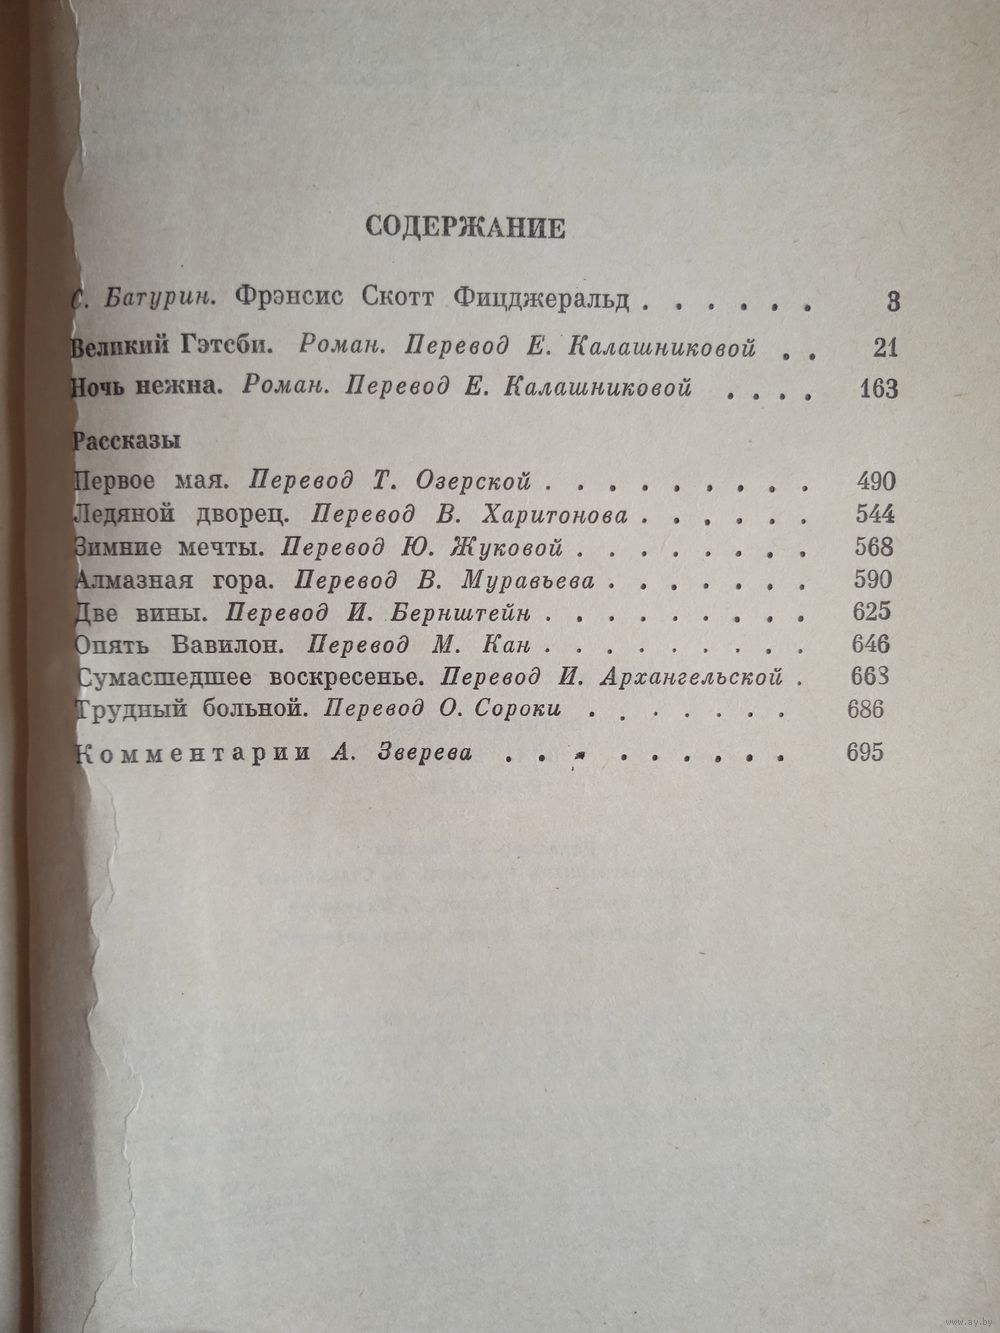 СОДЕРЖАНИЕ
С. Батурин. Фрэнсис Скотт Фицджеральд . . . . . . 3
Великий Гэтсби. Роман. Перевод Е. Калашниковой . . 21
Ночь нежна. Роман. Перевод Е. Калашниковой . . . . 163
Рассказы
Первое мая. Перевод Т. Озерской . . . . . . . . . 490
Ледяной дворец. Перевод В. Харитонова . . . . . . 544
Зимние мечты. Перевод Ю. Жуковой . . . . . . . . 568
Алмазная гора. Перевод В. Муравьева . . . . . . . 590
Две вины. Перевод И. Бернштейн . . . . . . . . . 625
Опять Вавилон. Перевод М. Кан . . . . . . . . . 646
Сумасшедшее воскресенье. Перевод И. Архангельской . 663
Трудный больной. Перевод О. Сороки . . . . . . . 686
Комментарии А. Зверева . . . . . . . . . 695
www.ay.by